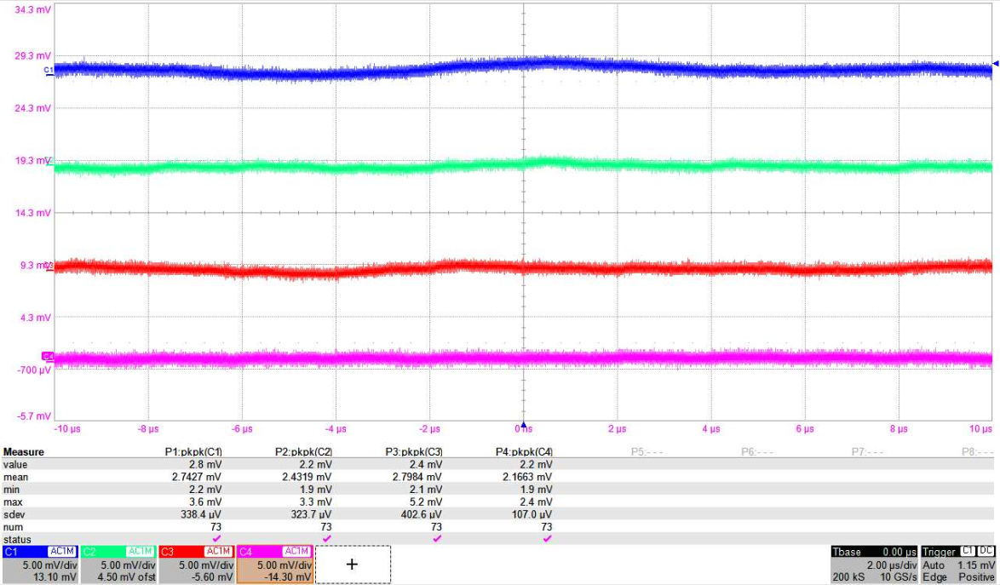 34.3 mV
29.3 mV
C1
24.3 mV
19.3 mV
14.3 mV
9.3 mV
4.3 mV
C4
-700 µV
-5.7 mV
-10 µs -8 µs -6 µs -4 µs -2 µs 0 ns 2 µs 4 µs 6 µs 8 µs 10 µs
Measure P1:pkpk(C1) P2:pkpk(C2) P3:pkpk(C3) P4:pkpk(C4) P5:--- P6:--- P7:--- P8:---
value 2.8 mV 2.2 mV 2.4 mV 2.2 mV
mean 2.7427 mV 2.4319 mV 2.7984 mV 2.1663 mV
min 2.2 mV 1.9 mV 2.1 mV 1.9 mV
max 3.6 mV 3.3 mV 5.2 mV 2.4 mV
sdev 338.4 µV 323.7 µV 402.6 µV 107.0 µV
num 73 73 73 73
status
C1 AC1M C2 AC1M C3 AC1M C4 AC1M Tbase 0.00 µs Trigger C1 DC
5.00 mV/div 5.00 mV/div 5.00 mV/div 5.00 mV/div + 2.00 µs/div Auto 1.15 mV
13.10 mV 4.50 mV ofst -5.60 mV -14.30 mV 200 kS 10 GS/s Edge Positive